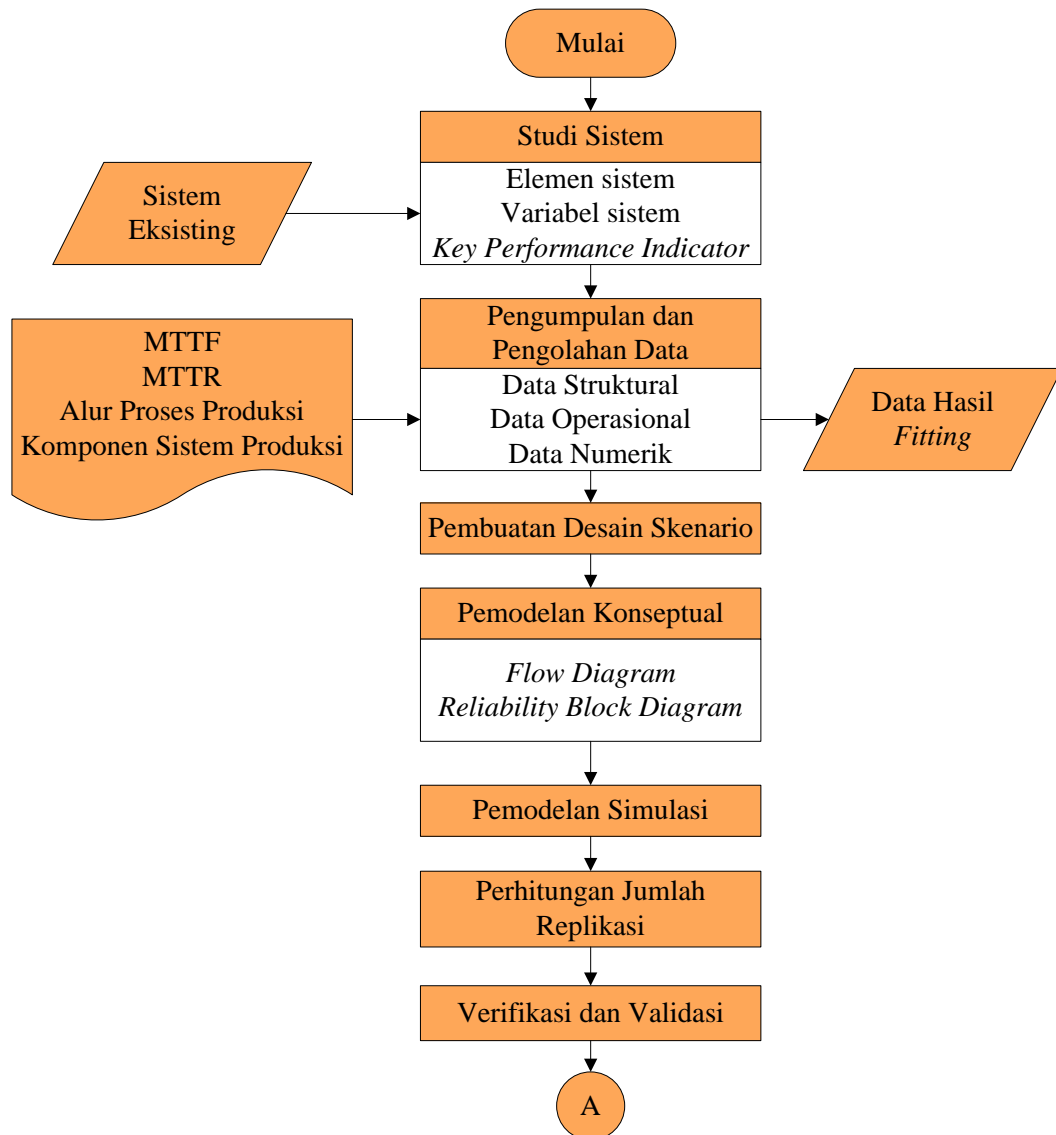 Mulai
Studi Sistem
Elemen sistem
Variabel sistem
Key Performance Indicator
Sistem
Eksisting
Pengumpulan dan
Pengolahan Data
Data Struktural
Data Operasional
Data Numerik
MTTF
MTTR
Alur Proses Produksi
Komponen Sistem Produksi
Data Hasil
Fitting
Pembuatan Desain Skenario
Pemodelan Konseptual
Flow Diagram
Reliability Block Diagram
Pemodelan Simulasi
Perhitungan Jumlah
Replikasi
Verifikasi dan Validasi
A